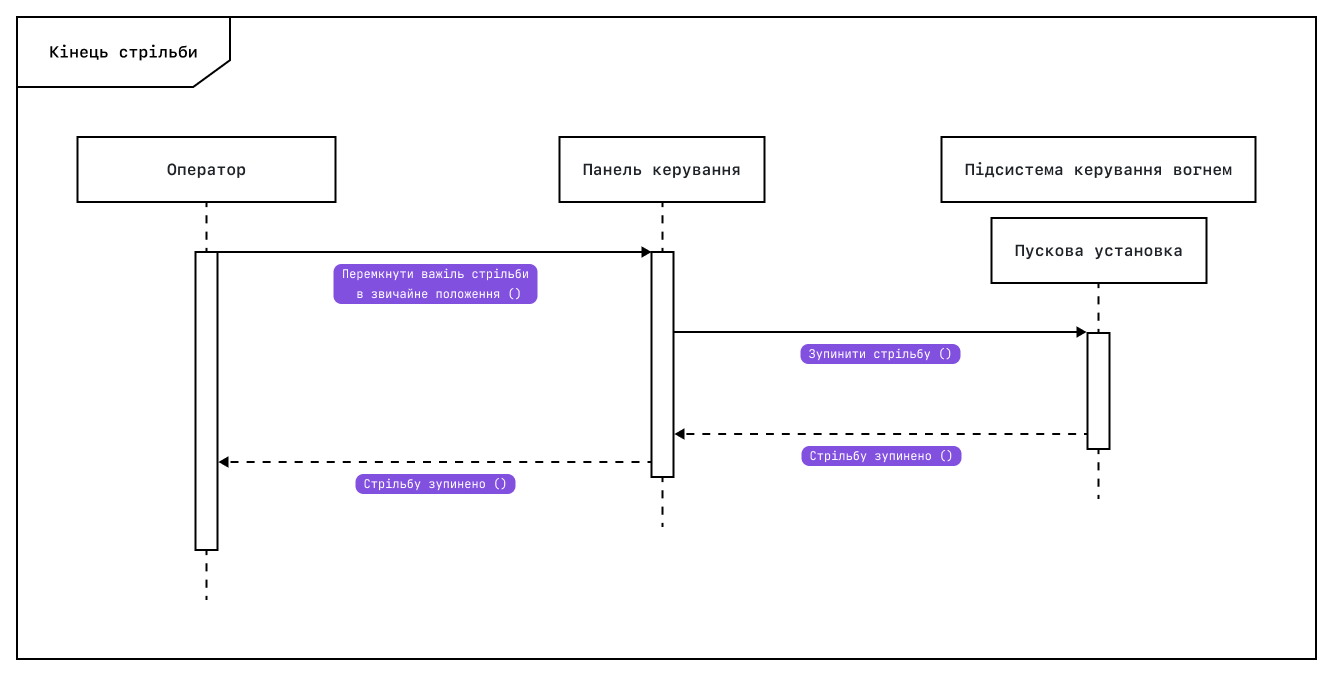 Кінець стрільби
Оператор
Панель керування
Підсистема керування вогнем
Пускова установка
Перемкнути важіль стрільби
в звичайне положення ()
Зупинити стрільбу ()
Стрільбу зупинено ()
Стрільбу зупинено ()